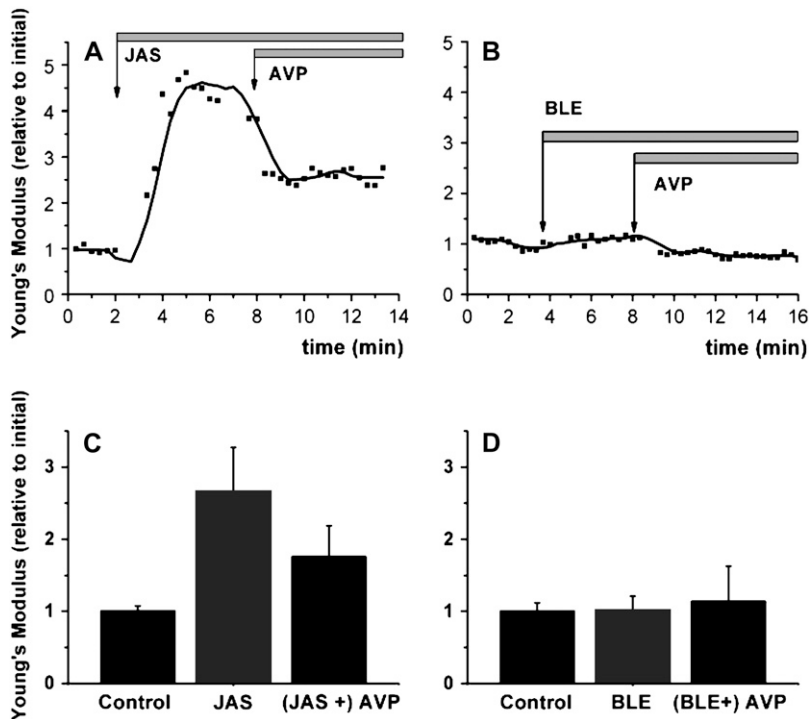 Young's Modulus (relative to initial)
A
JAS
AVP
5
4
3
2
1
0
0 2 4 6 8 10 12 14
time (min)
B
BLE
AVP
5
4
3
2
1
0
0 2 4 6 8 10 12 14 16
time (min)
Young's Modulus (relative to initial)
C
3
2
1
0
Control JAS (JAS +) AVP
D
3
2
1
0
Control BLE (BLE+) AVP